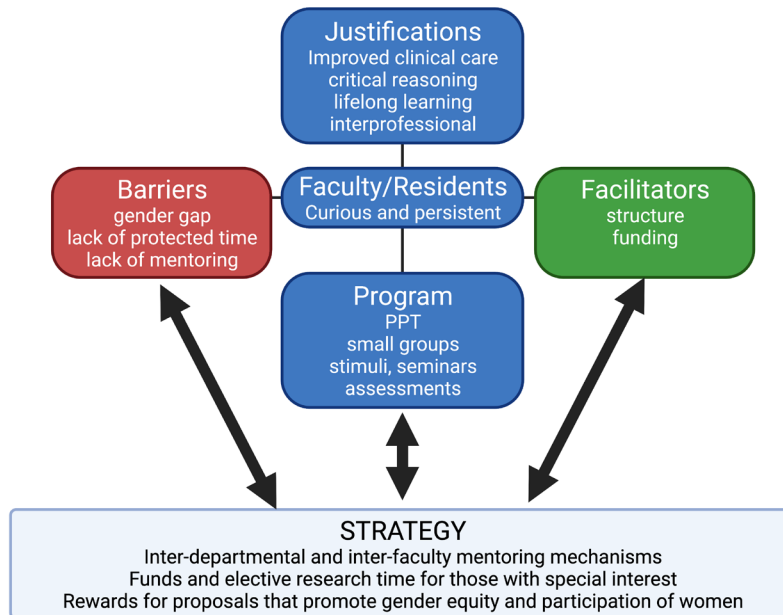 Justifications
Improved clinical care
critical reasoning
lifelong learning
interprofessional
Barriers
gender gap
lack of protected time
lack of mentoring
Faculty/Residents
Curious and persistent
Facilitators
structure
funding
Program
PPT
small groups
stimuli, seminars
assessments
STRATEGY
Inter-departmental and inter-faculty mentoring mechanisms
Funds and elective research time for those with special interest
Rewards for proposals that promote gender equity and participation of women